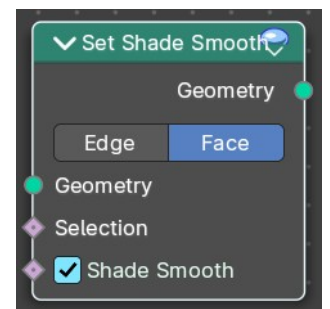 Set Shade Smooth
Geometry
Edge Face
Geometry
Selection
Shade Smooth